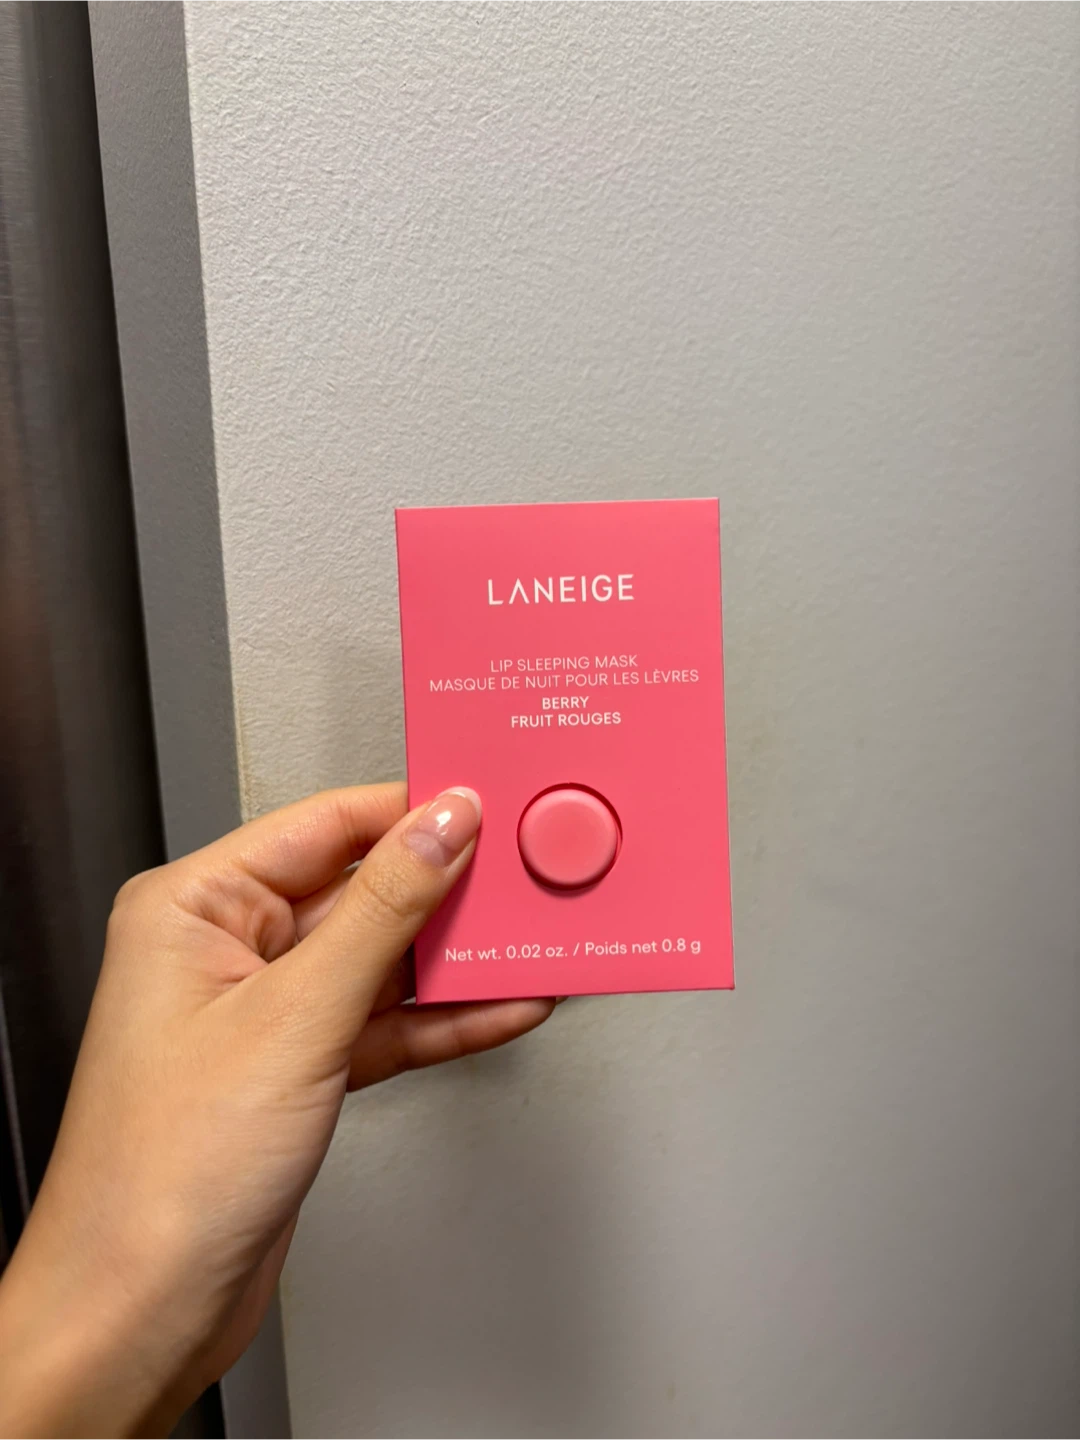 LANEIGE
LIP SLEEPING MASK
MASQUE DE NUIT POUR LES LÈVRES
BERRY
FRUIT ROUGES
Net wt. 0.02 oz. / Poids net 0.8 g